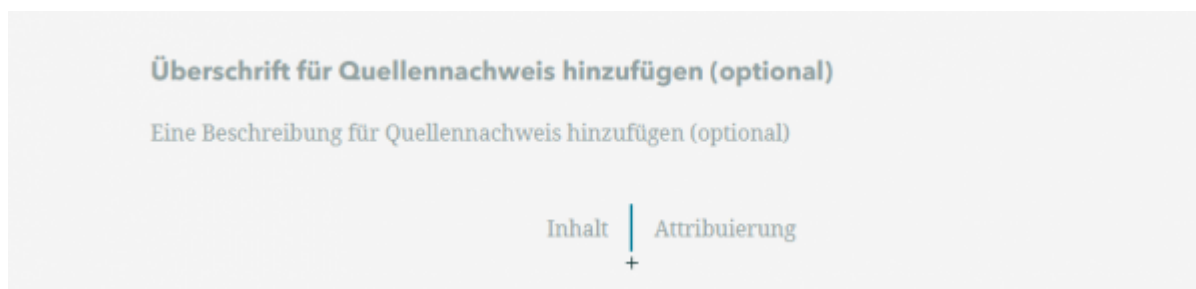 Überschrift für Quellennachweis hinzufügen (optional)
Eine Beschreibung für Quellennachweis hinzufügen (optional)
Inhalt | Attribuierung
+